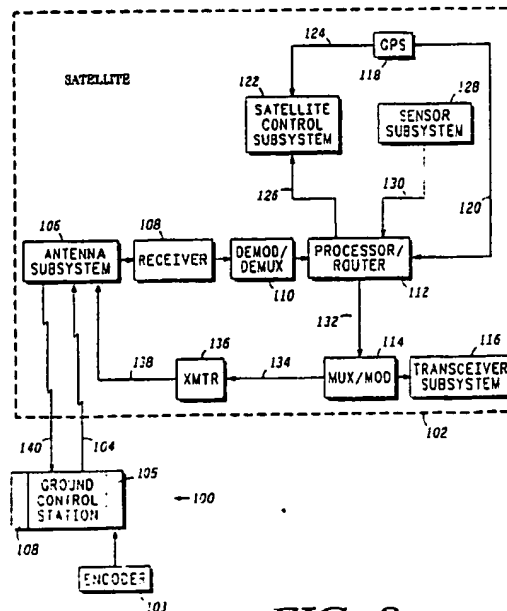 124
GPS
118
SATELLITE
122
SATELLITE
CONTROL
SUBSYSTEM
128
SENSOR
SUBSYSTEM
126
130
120
106
ANTENNA
SUBSYSTEM
108
RECEIVER
DEMOD/
DEMUX
110
PROCESSOR/
ROUTER
112
132
138
136
XMTR
134
114
MUX/MOD
116
TRANSCEIVER
SUBSYSTEM
102
140
104
GROUND
CONTROL
STATION
105
108
100
ENCODER
103